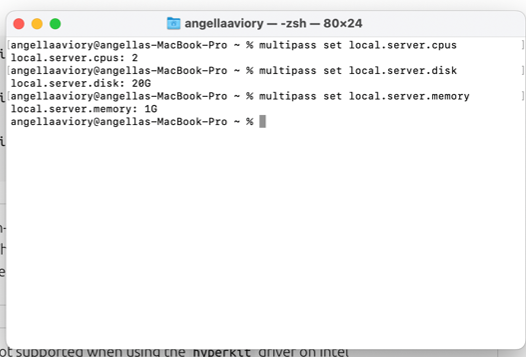 angellaaviory — -zsh — 80×24
[angellaaviory@angellas-MacBook-Pro ~ % multipass set local.server.cpus ]
local.server.cpus: 2
[angellaaviory@angellas-MacBook-Pro ~ % multipass set local.server.disk ]
local.server.disk: 20G
[angellaaviory@angellas-MacBook-Pro ~ % multipass set local.server.memory ]
local.server.memory: 1G
angellaaviory@angellas-MacBook-Pro ~ %
ot supported when using the hyperkit driver on Intel